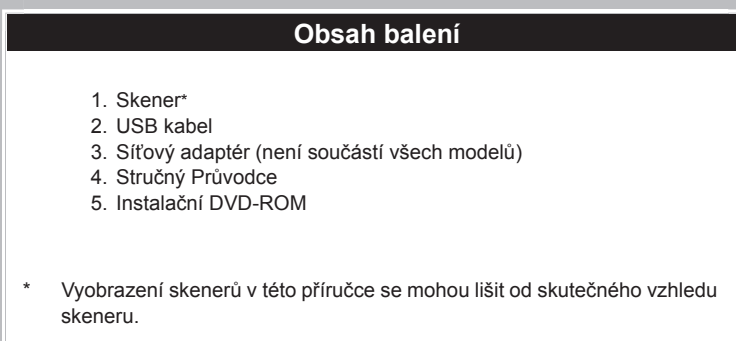 Obsah balení
1. Skener*
2. USB kabel
3. Síťový adaptér (není součástí všech modelů)
4. Stručný Průvodce
5. Instalační DVD-ROM
* Vyobrazení skenerů v této příručce se mohou lišit od skutečného vzhledu
skeneru.